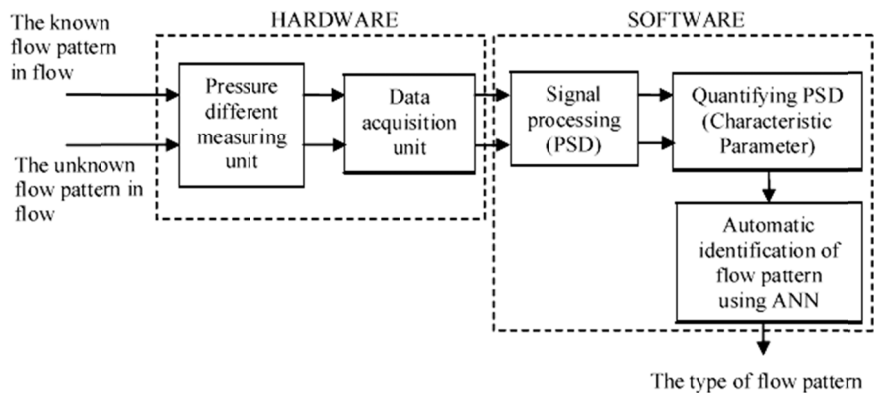 HARDWARE
SOFTWARE
The known
flow pattern
in flow
The unknown
flow pattern in
flow
Pressure
different
measuring
unit
Data
acquisition
unit
Signal
processing
(PSD)
Quantifying PSD
(Characteristic
Parameter)
Automatic
identification of
flow pattern
using ANN
The type of flow pattern